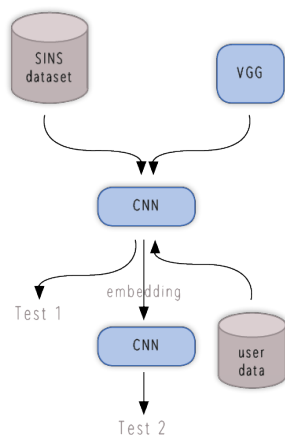 SINS
dataset
VGG
CNN
embedding
Test 1
CNN
user
data
Test 2